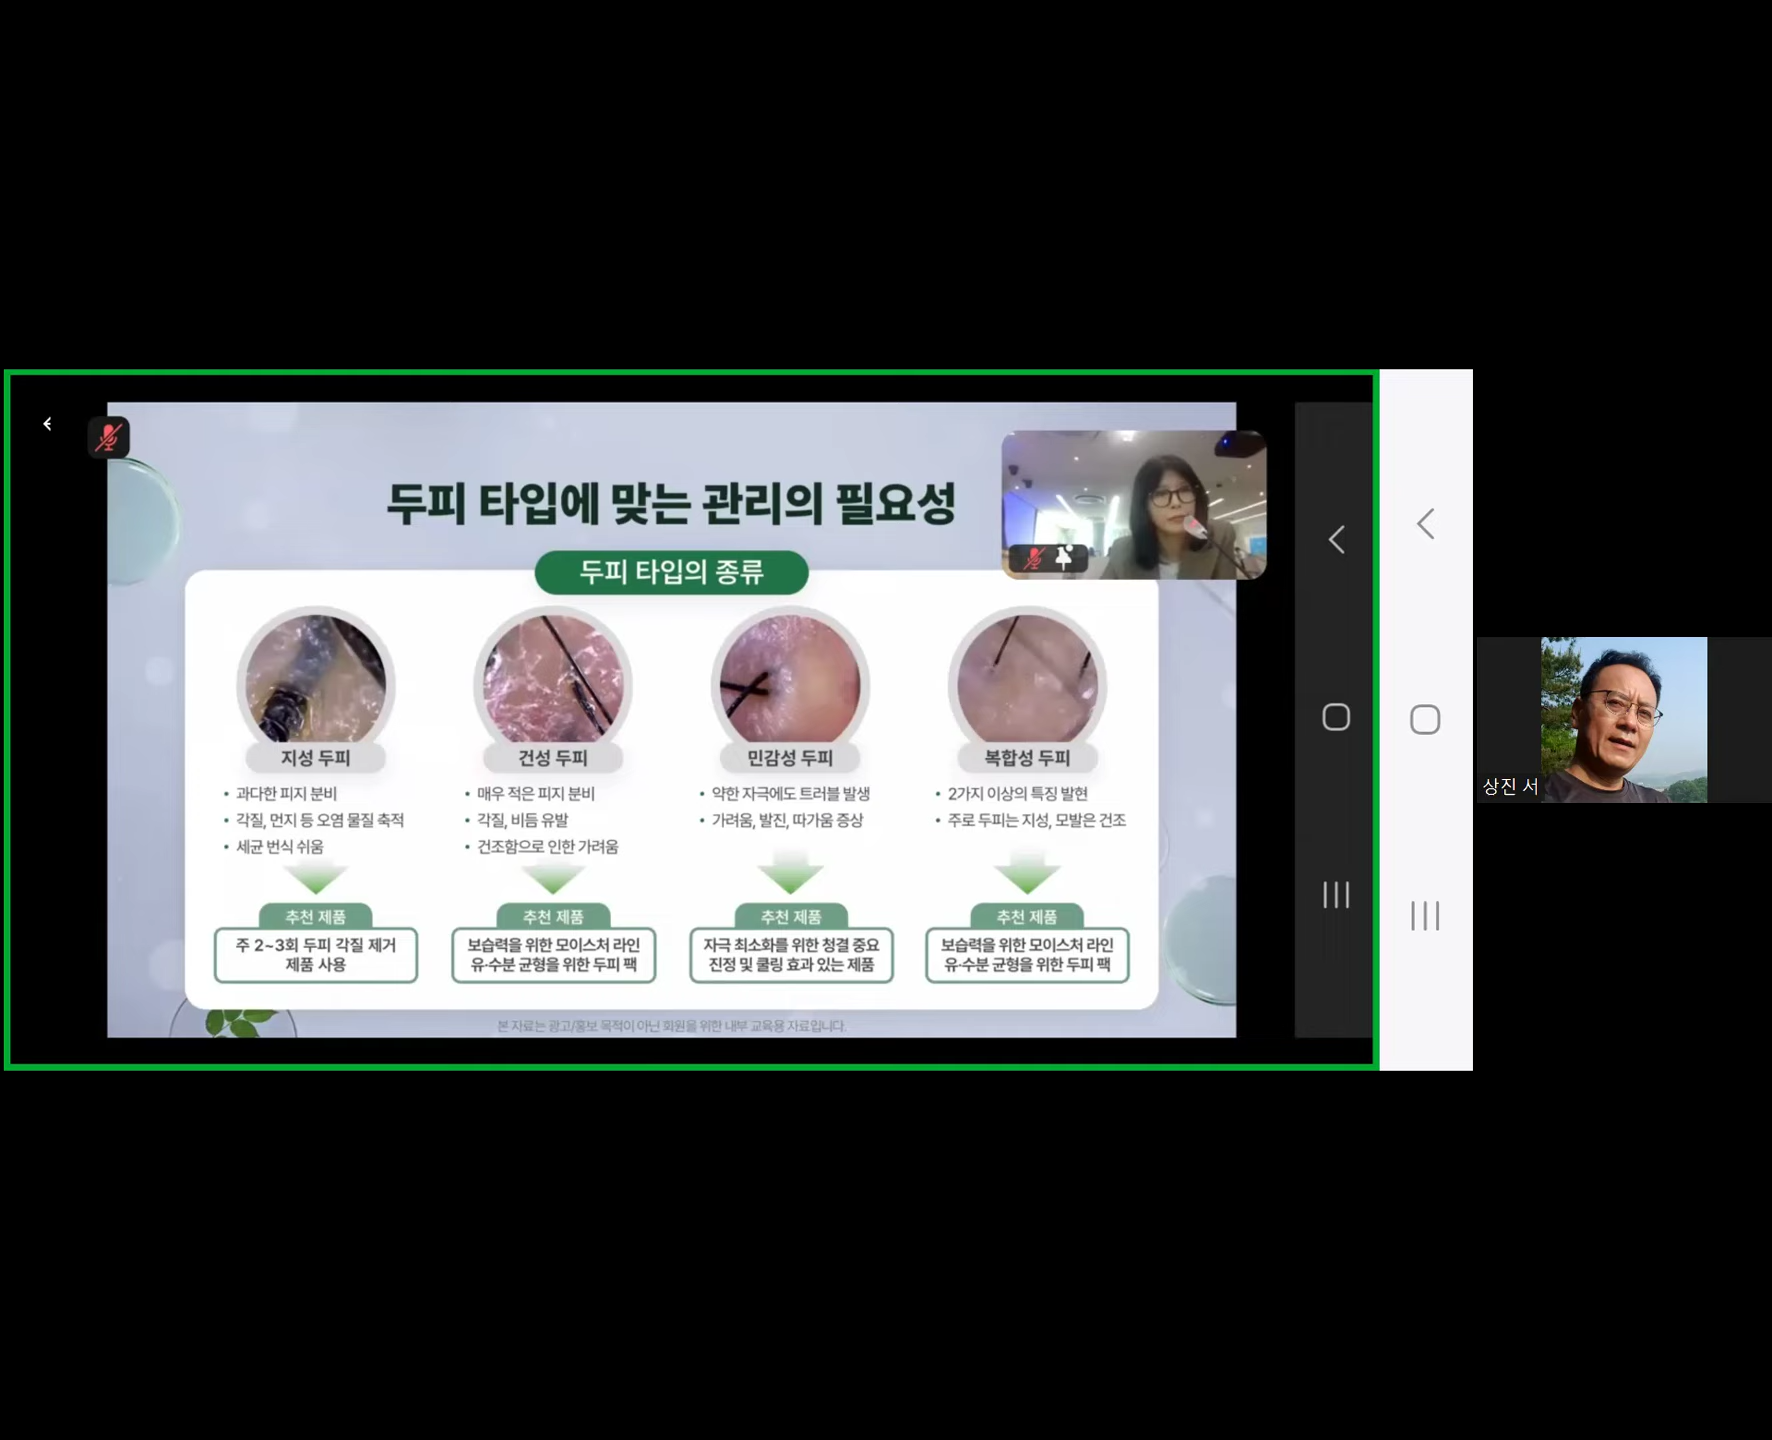 두피 타입에 맞는 관리의 필요성
두피 타입의 종류
지성 두피
• 과다한 피지 분비
• 각질, 먼지 등 오염 물질 축적
• 세균 번식 쉬움
추천 제품
주 2~3회 두피 각질 제거
제품 사용
건성 두피
• 매우 적은 피지 분비
• 각질, 비듬 유발
• 건조함으로 인한 가려움
추천 제품
보습력을 위한 모이스처 라인
유·수분 균형을 위한 두피 팩
민감성 두피
• 약한 자극에도 트러블 발생
• 가려움, 발진, 따가움 증상
추천 제품
자극 최소화를 위한 청결 중요
진정 및 쿨링 효과 있는 제품
복합성 두피
• 2가지 이상의 특징 발현
• 주로 두피는 지성, 모발은 건조
추천 제품
보습력을 위한 모이스처 라인
유·수분 균형을 위한 두피 팩
본 자료는 광고/홍보 목적이 아닌 회원을 위한 내부 교육용 자료입니다.
상진 서